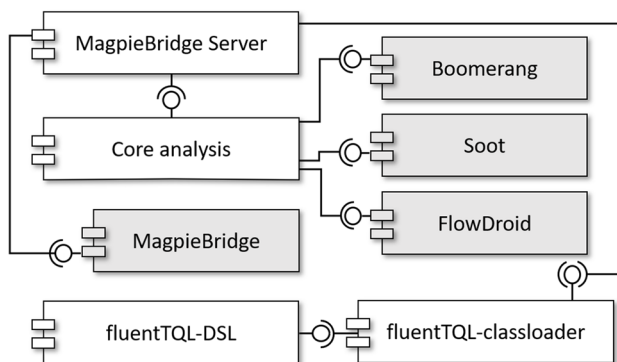 MagpieBridge Server
Boomerang
Core analysis
Soot
FlowDroid
MagpieBridge
fluentTQL-DSL
fluentTQL-classloader